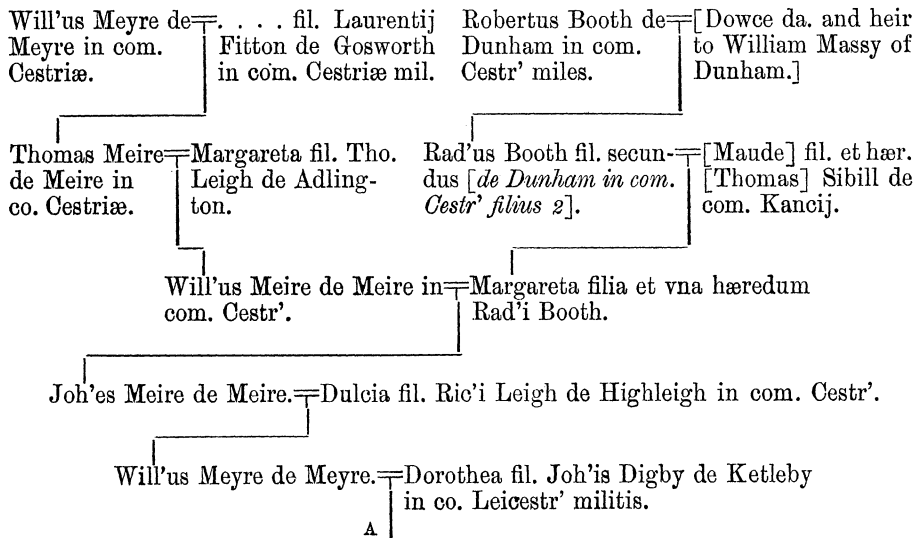 Will'us Meyre de=. . . . fil. Laurentij
Meyre in com. Fitton de Gosworth
Cestriæ. in com. Cestriæ mil.
Robertus Booth de=[Dowce da. and heir
Dunham in com. to William Massy of
Cestr' miles. Dunham.]
Thomas Meire=Margareta fil. Tho.
de Meire in Leigh de Adling-
co. Cestriæ. ton.
Rad'us Booth fil. secun-=[Maude] fil. et hær.
dus [de Dunham in com. [Thomas] Sibill de
Cestr' filius 2]. com. Kancij.
Will'us Meire de Meire in=Margareta filia et vna hæredum
com. Cestr'. Rad'i Booth.
Joh'es Meire de Meire.=Dulcia fil. Ric'i Leigh de Highleigh in com. Cestr'.
Will'us Meyre de Meyre.=Dorothea fil. Joh'is Digby de Ketleby
in co. Leicestr' militis.
A